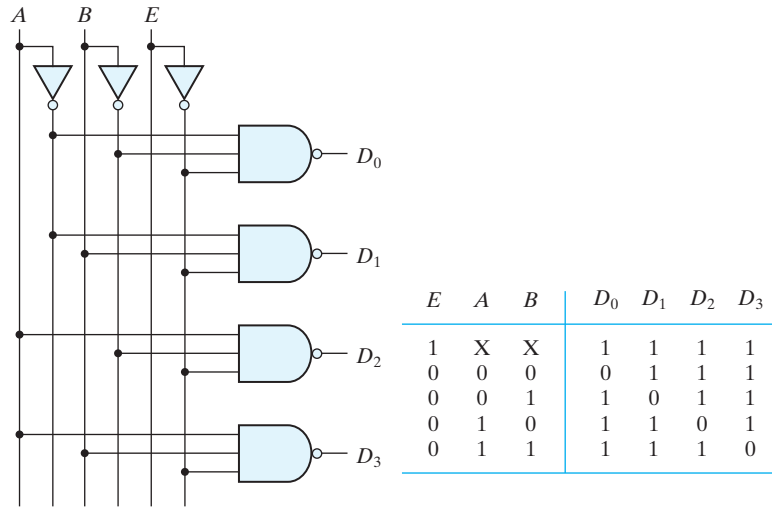 A B E
D0
D1
D2
D3
E A B D0 D1 D2 D3
1 X X 1 1 1 1
0 0 0 0 1 1 1
0 0 1 1 0 1 1
0 1 0 1 1 0 1
0 1 1 1 1 1 0